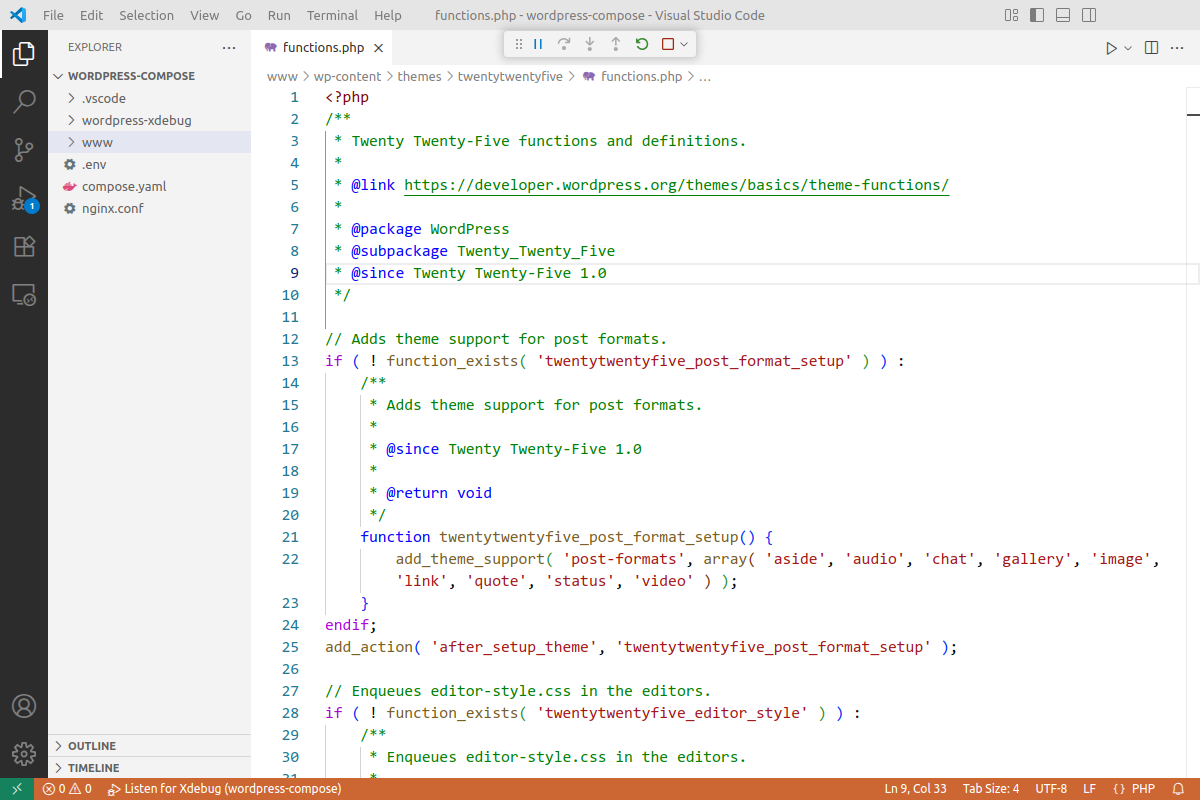 File Edit Selection View Go Run Terminal Help functions.php - wordpress-compose - Visual Studio Code
EXPLORER
WORDPRESS-COMPOSE
.vscode
wordpress-xdebug
www
.env
compose.yaml
nginx.conf
OUTLINE
TIMELINE
1
functions.php
www > wp-content > themes > twentytwentyfive > functions.php > ...
1 <?php
2 /**
3 * Twenty Twenty-Five functions and definitions.
4 *
5 * @link https://developer.wordpress.org/themes/basics/theme-functions/
6 *
7 * @package WordPress
8 * @subpackage Twenty_Twenty_Five
9 * @since Twenty Twenty-Five 1.0
10 */
11
12 // Adds theme support for post formats.
13 if ( ! function_exists( 'twentytwentyfive_post_format_setup' ) ) :
14 /**
15 * Adds theme support for post formats.
16 *
17 * @since Twenty Twenty-Five 1.0
18 *
19 * @return void
20 */
21 function twentytwentyfive_post_format_setup() {
22 add_theme_support( 'post-formats', array( 'aside', 'audio', 'chat', 'gallery', 'image',
'link', 'quote', 'status', 'video' ) );
23 }
24 endif;
25 add_action( 'after_setup_theme', 'twentytwentyfive_post_format_setup' );
26
27 // Enqueues editor-style.css in the editors.
28 if ( ! function_exists( 'twentytwentyfive_editor_style' ) ) :
29 /**
30 * Enqueues editor-style.css in the editors.
31 *
0 0 Listen for Xdebug (wordpress-compose) Ln 9, Col 33 Tab Size: 4 UTF-8 LF { } PHP